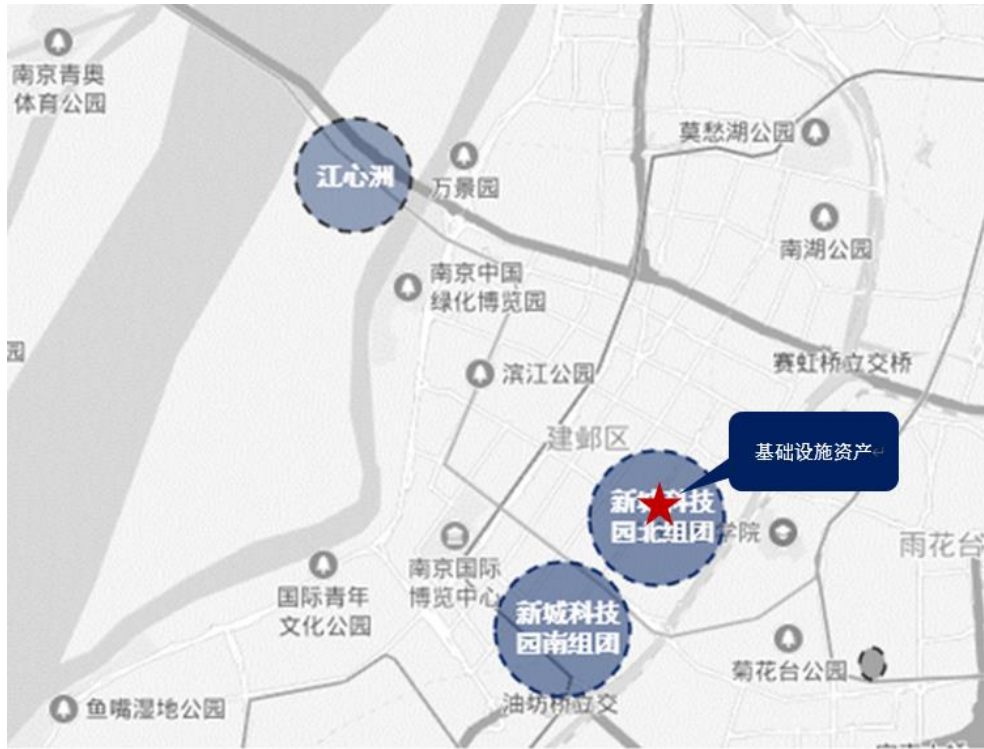 南京青奥
体育公园
江心洲
万景园
莫愁湖公园
南湖公园
南京中国
绿化博览园
园
滨江公园
赛虹桥立交桥
建邺区
基础设施资产
新城科技
园北组团
学院
雨花台
南京国际
博览中心
国际青年
文化公园
新城科技
园南组团
菊花台公园
鱼嘴湿地公园
油坊桥立交